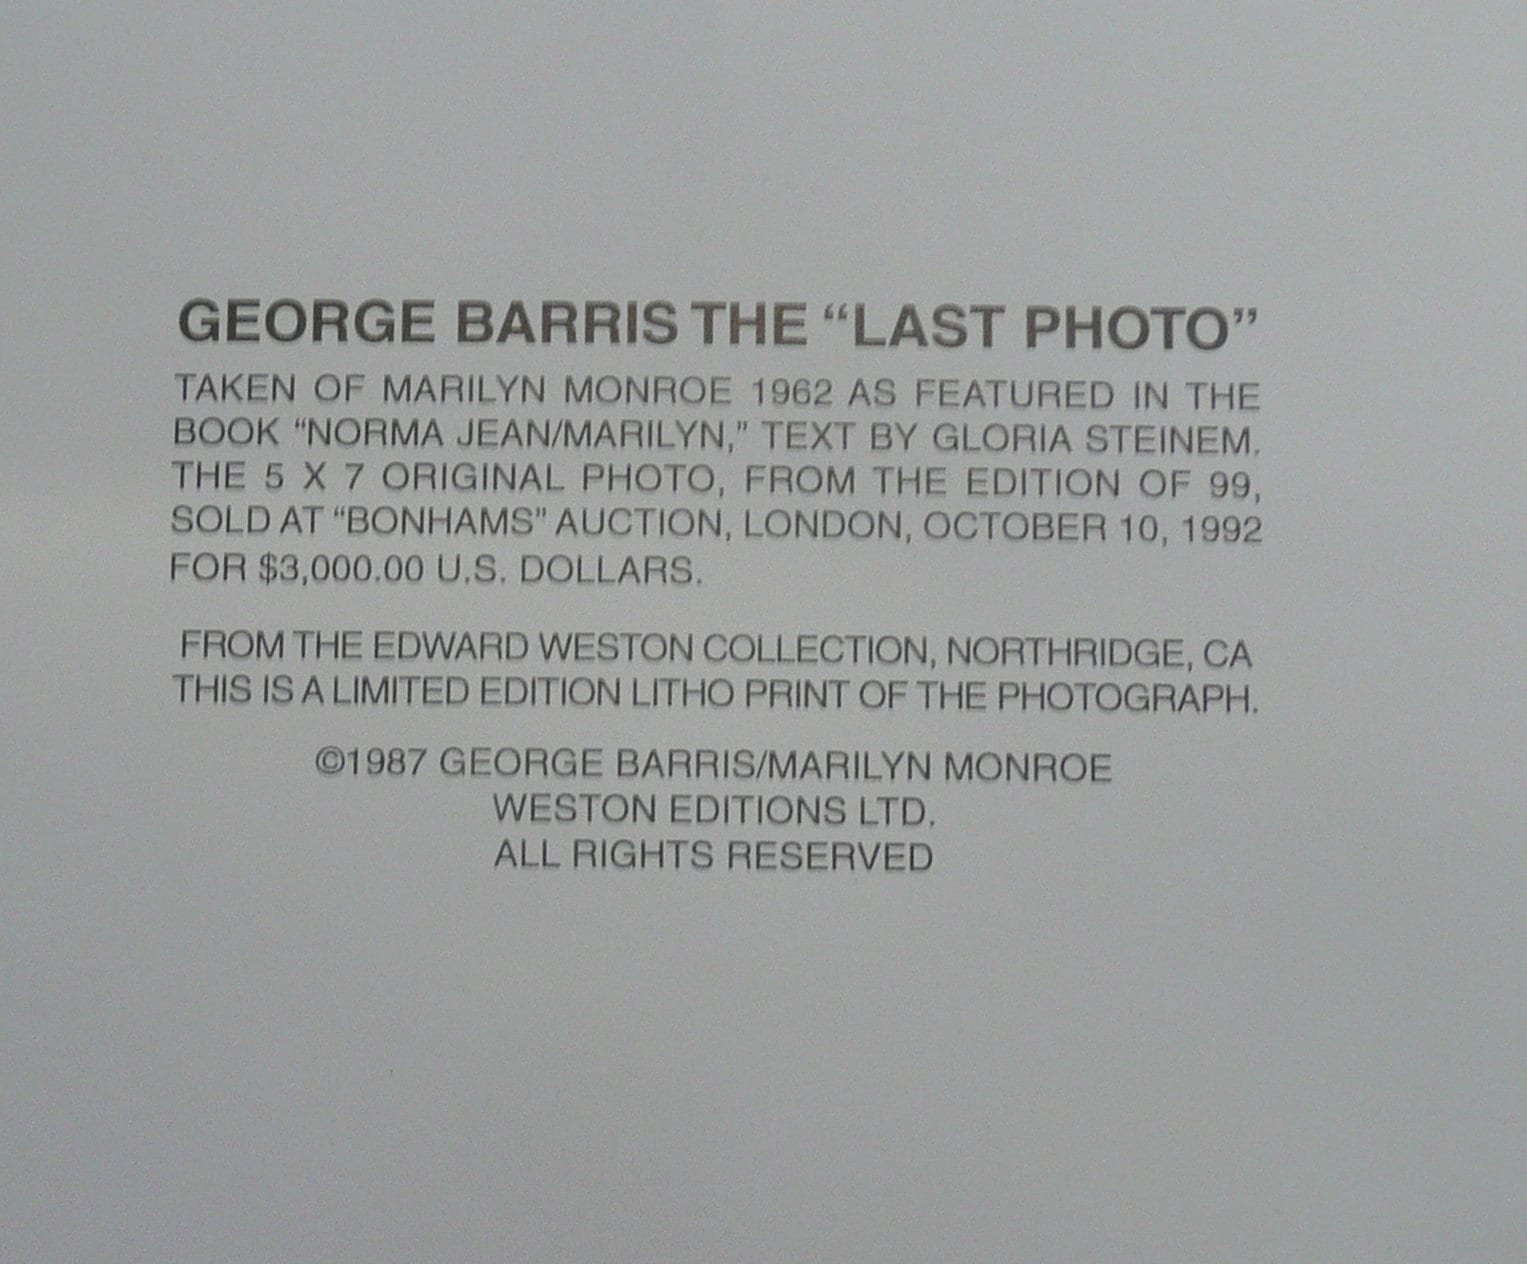 GEORGE BARRIS THE “LAST PHOTO”
TAKEN OF MARILYN MONROE 1962 AS FEATURED IN THE
BOOK “NORMA JEAN/MARILYN,” TEXT BY GLORIA STEINEM.
THE 5 X 7 ORIGINAL PHOTO, FROM THE EDITION OF 99,
SOLD AT “BONHAMS” AUCTION, LONDON, OCTOBER 10, 1992
FOR $3,000.00 U.S. DOLLARS.
FROM THE EDWARD WESTON COLLECTION, NORTHRIDGE, CA
THIS IS A LIMITED EDITION LITHO PRINT OF THE PHOTOGRAPH.
©1987 GEORGE BARRIS/MARILYN MONROE
WESTON EDITIONS LTD.
ALL RIGHTS RESERVED